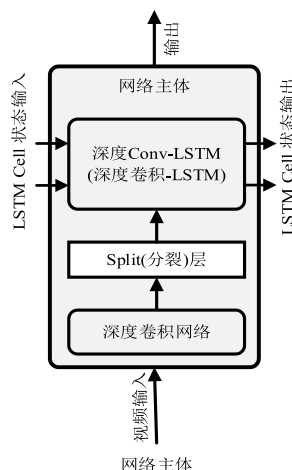 输出
网络主体
LSTM Cell 状态输入
深度Conv-LSTM
(深度卷积-LSTM)
LSTM Cell 状态输出
Split(分裂)层
深度卷积网络
视频输入
网络主体